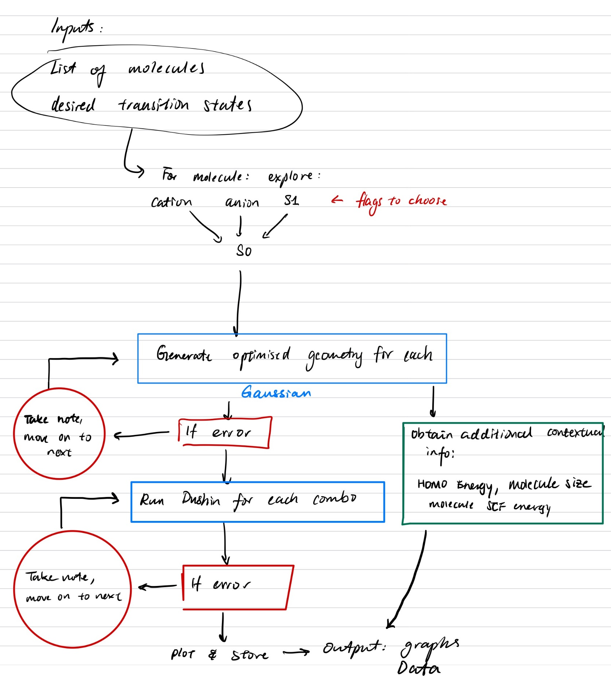 Inputs:
List of molecules
desired transition states
For molecule: explore:
cation anion S1 ← flags to choose
S0
Generate optimised geometry for each
Gaussian
If error
Take note,
move on to
next
Obtain additional contextual
info:
HOMO Energy, molecule size
molecule SCF energy
Run Dushin for each combo
If error
Take note,
move on to next
Plot & Store → Output: graphs
Data